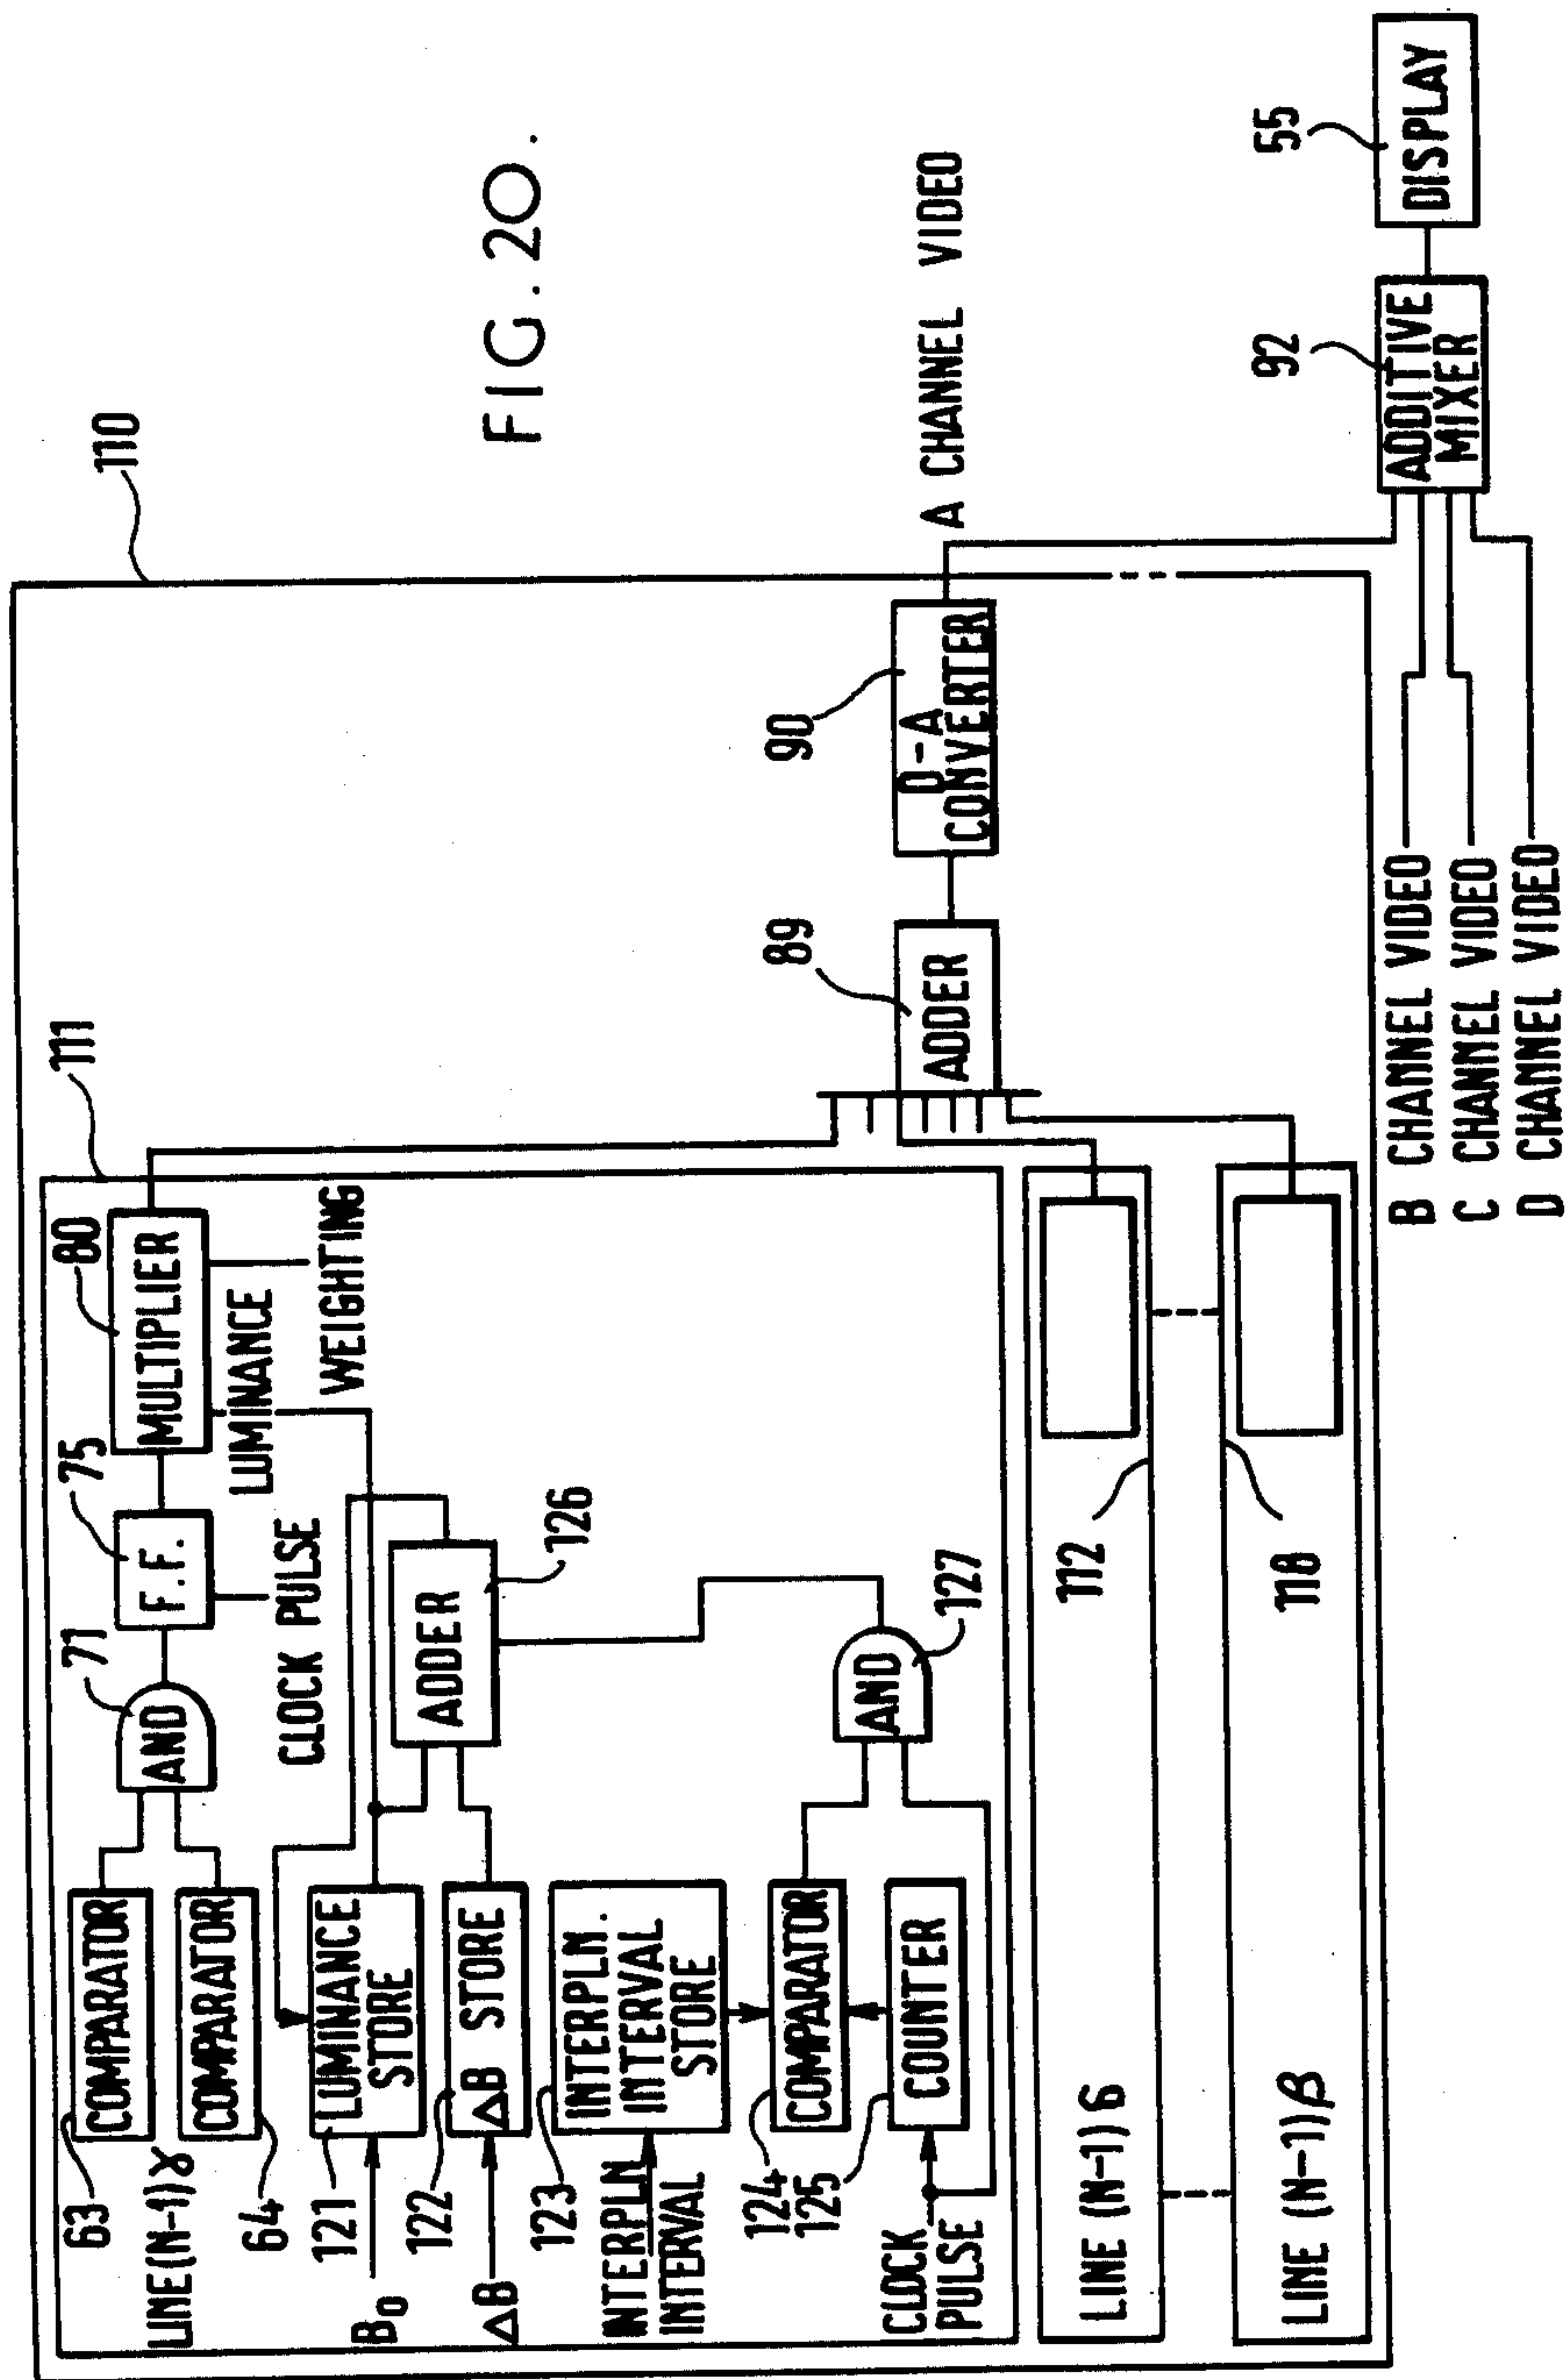 FIG. 20.
110
111
63
COMPARATOR
LINE(N-1)γ
COMPARATOR
64
71
AND
75
F.F.
CLOCK PULSE
80
MULTIPLIER
LUMINANCE
WEIGHTING
121
B₀
LUMINANCE
STORE
122
ΔB
ΔB STORE
ADDER
126
123
INTERPLN
INTERVAL
INTERPLN.
INTERVAL
STORE
124
COMPARATOR
125
COUNTER
CLOCK
PULSE
AND
127
LINE (N-1) δ
112
LINE (N-1) β
118
89
ADDER
90
D-A
CONVERTER
A CHANNEL VIDEO
B CHANNEL VIDEO
C CHANNEL VIDEO
D CHANNEL VIDEO
92
ADDITIVE
MIXER
55
DISPLAY